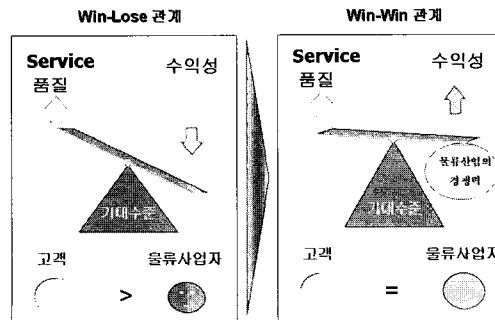 Win-Lose 관계
Service
품질
수익성
기대수준
고객
물류사업자
>
Win-Win 관계
Service
품질
수익성
물류산업의
경쟁력
기대수준
고객
물류사업자
=